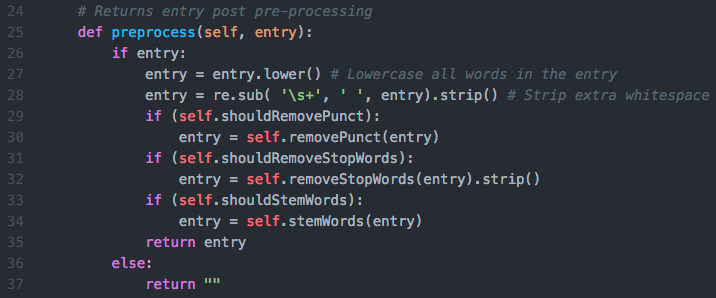 24 # Returns entry post pre-processing
25 def preprocess(self, entry):
26 if entry:
27 entry = entry.lower() # Lowercase all words in the entry
28 entry = re.sub( '\s+', ' ', entry).strip() # Strip extra whitespace
29 if (self.shouldRemovePunct):
30 entry = self.removePunct(entry)
31 if (self.shouldRemoveStopWords):
32 entry = self.removeStopWords(entry).strip()
33 if (self.shouldStemWords):
34 entry = self.stemWords(entry)
35 return entry
36 else:
37 return ""